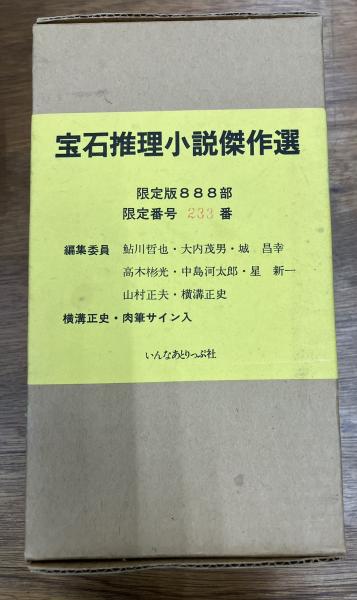 宝石推理小説傑作選
限定版888部
限定番号 233 番
編集委員 鮎川哲也・大内茂男・城 昌幸
高木彬光・中島河太郎・星 新一
山村正夫・横溝正史
横溝正史・肉筆サイン入
いんなあとりっぷ社